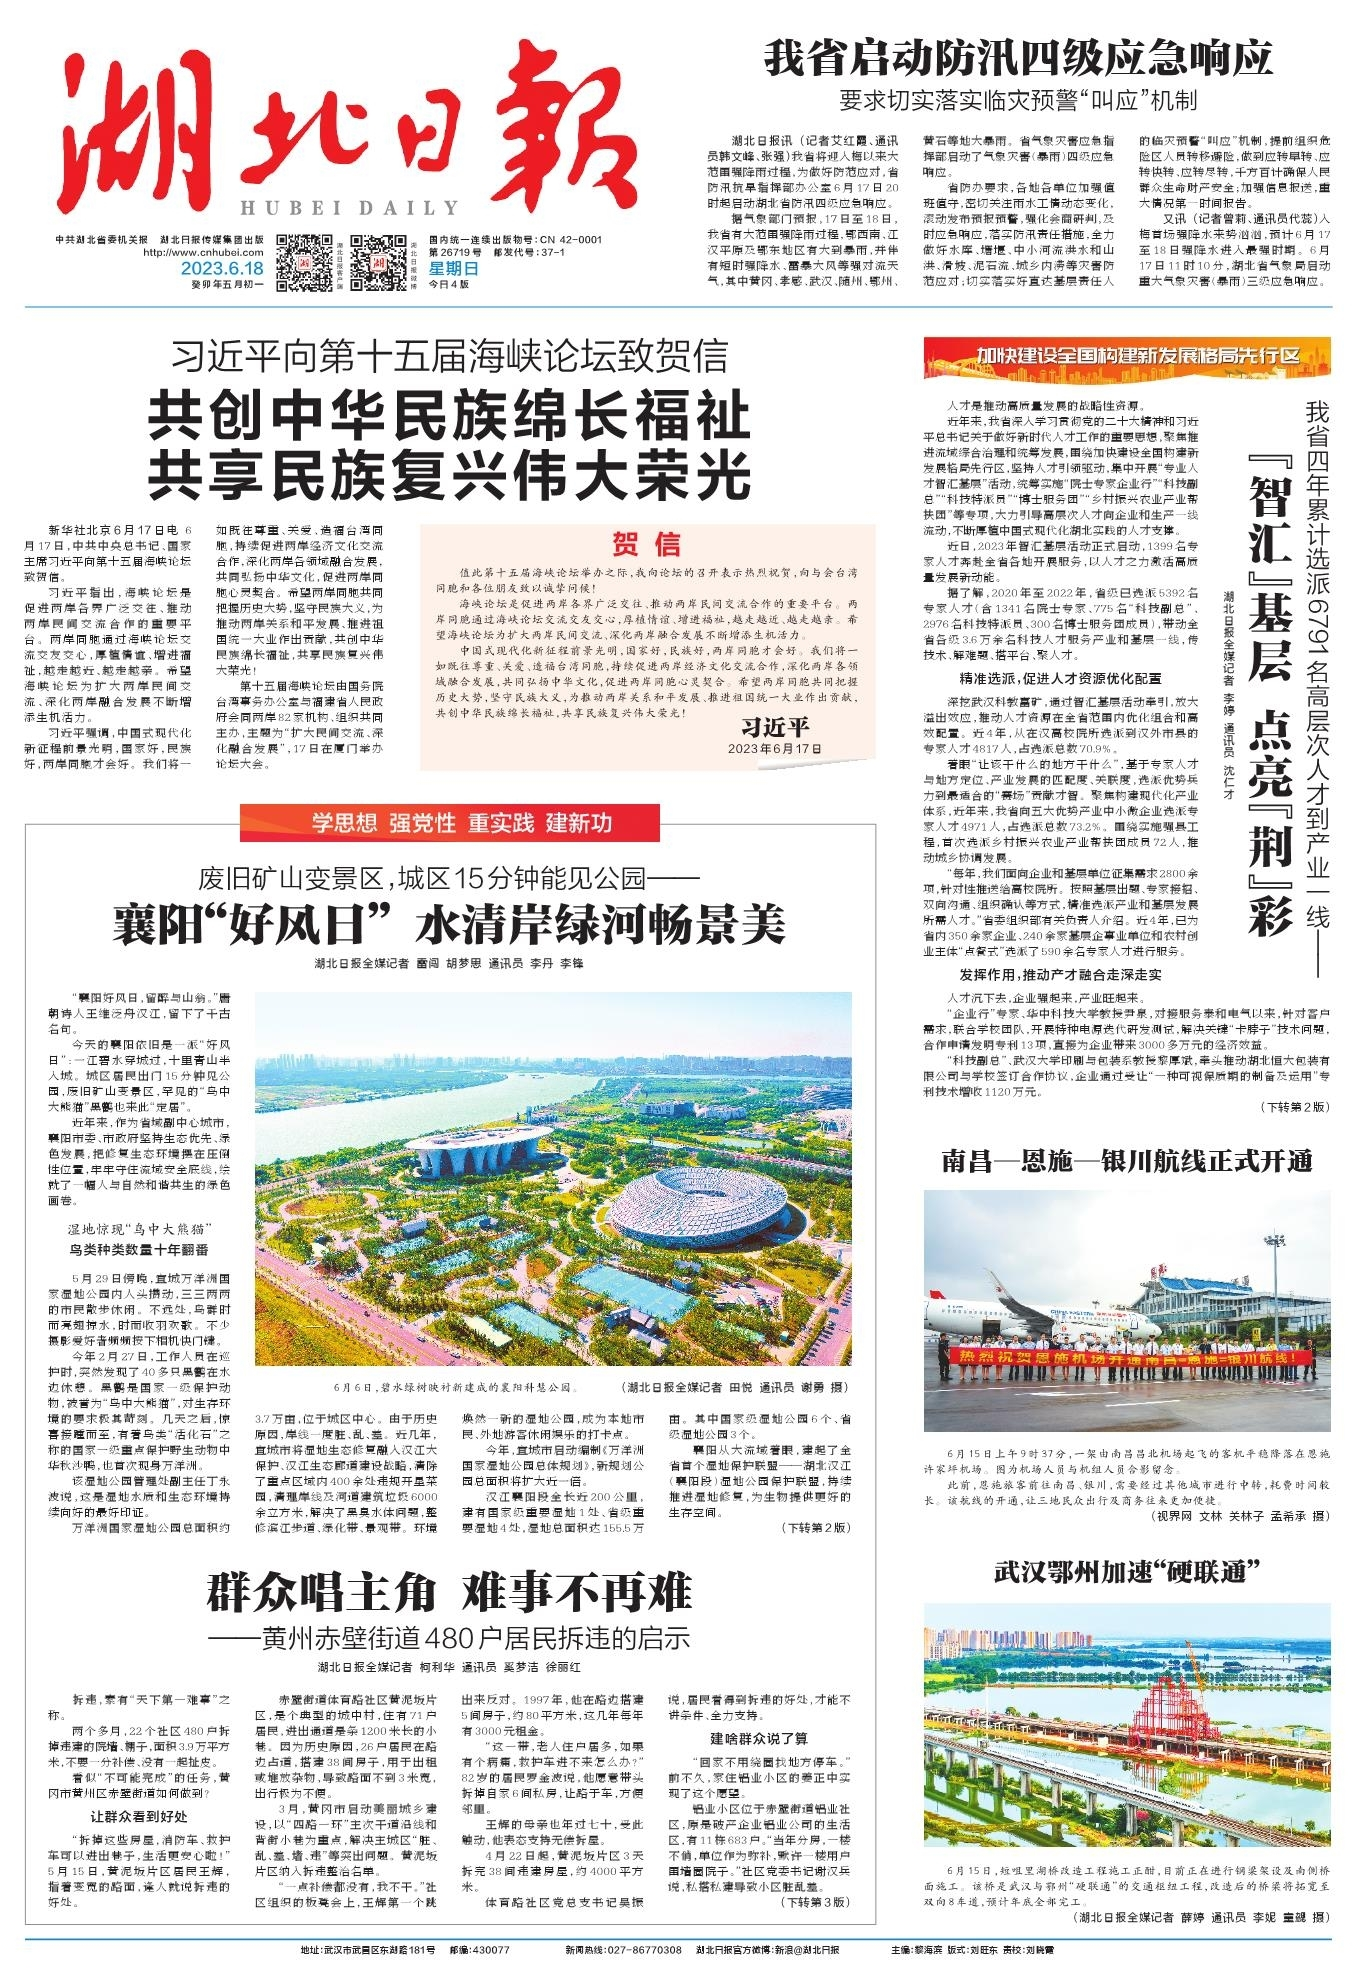 湖北日報
HUBEI DAILY
中共湖北省委机关报 湖北日报传媒集团出版
http://www.cnhubei.com
2023.6.18
癸卯年五月初一
湖北日报客户端
湖北日报微博
国内统一连续出版物号:CN 42-0001
第26719号 邮发代号:37-1
星期日
今日4版
我省启动防汛四级应急响应
要求切实落实临灾预警“叫应”机制
湖北日报讯（记者艾红霞、通讯
员韩文峰、张强）我省将迎入梅以来大
范围强降雨过程,为做好防范应对,省
防汛抗旱指挥部办公室6月17日20
时起启动湖北省防汛四级应急响应。
据气象部门预报,17日至18日,
我省有大范围强降雨过程,鄂西南、江
汉平原及鄂东地区有大到暴雨,并伴
有短时强降水、雷暴大风等强对流天
气,其中黄冈、孝感、武汉、随州、鄂州、
黄石等地大暴雨。省气象灾害应急指
挥部启动了气象灾害(暴雨)四级应急
响应。
省防办要求,各地各单位加强值
班值守,密切关注雨水工情动态变化,
滚动发布预报预警,强化会商研判,及
时应急响应,落实防汛责任措施,全力
做好水库、塘堰、中小河流洪水和山
洪、滑坡、泥石流、城乡内涝等灾害防
范应对;切实落实好直达基层责任人
的临灾预警“叫应”机制,提前组织危
险区人员转移避险,做到应转早转、应
转快转、应转尽转,千方百计确保人民
群众生命财产安全;加强信息报送,重
大情况第一时间报告。
又讯（记者曾莉、通讯员代蕊）入
梅首场强降水来势汹汹,预计6月17
至18日强降水进入最强时期。6月
17日11时10分,湖北省气象局启动
重大气象灾害(暴雨)三级应急响应。
习近平向第十五届海峡论坛致贺信
共创中华民族绵长福祉
共享民族复兴伟大荣光
新华社北京6月17日电 6
月17日,中共中央总书记、国家
主席习近平向第十五届海峡论坛
致贺信。
习近平指出,海峡论坛是
促进两岸各界广泛交往、推动
两岸民间交流合作的重要平
台。两岸同胞通过海峡论坛交
流交友交心,厚植情谊、增进福
祉,越走越近、越走越亲。希望
海峡论坛为扩大两岸民间交
流、深化两岸融合发展不断增
添生机活力。
习近平强调,中国式现代化
新征程前景光明,国家好,民族
好,两岸同胞才会好。我们将一
如既往尊重、关爱、造福台湾同
胞,持续促进两岸经济文化交流
合作,深化两岸各领域融合发展,
共同弘扬中华文化,促进两岸同
胞心灵契合。希望两岸同胞共同
把握历史大势,坚守民族大义,为
推动两岸关系和平发展、推进祖
国统一大业作出贡献,共创中华
民族绵长福祉,共享民族复兴伟
大荣光!
第十五届海峡论坛由国务院
台湾事务办公室与福建省人民政
府会同两岸82家机构、组织共同
主办,主题为“扩大民间交流、深
化融合发展”,17日在厦门举办
论坛大会。
贺信
值此第十五届海峡论坛举办之际,我向论坛的召开表示热烈祝贺,向与会台湾
同胞和各位朋友致以诚挚问候!
海峡论坛是促进两岸各界广泛交往、推动两岸民间交流合作的重要平台。两
岸同胞通过海峡论坛交流交友交心,厚植情谊、增进福祉,越走越近、越走越亲。希
望海峡论坛为扩大两岸民间交流、深化两岸融合发展不断增添生机活力。
中国式现代化新征程前景光明,国家好,民族好,两岸同胞才会好。我们将一
如既往尊重、关爱、造福台湾同胞,持续促进两岸经济文化交流合作,深化两岸各领
域融合发展,共同弘扬中华文化,促进两岸同胞心灵契合。希望两岸同胞共同把握
历史大势,坚守民族大义,为推动两岸关系和平发展、推进祖国统一大业作出贡献,
共创中华民族绵长福祉,共享民族复兴伟大荣光!
习近平
2023年6月17日
加快建设全国构建新发展格局先行区
我省四年累计选派6791名高层次人才到产业一线——
『智汇』基层 点亮『荆』彩
湖北日报全媒记者 李婷 通讯员 沈仁才
人才是推动高质量发展的战略性资源。
近年来,我省深入学习贯彻党的二十大精神和习近
平总书记关于做好新时代人才工作的重要思想,聚焦推
进流域综合治理和统筹发展,围绕加快建设全国构建新
发展格局先行区,坚持人才引领驱动,集中开展“专业人
才智汇基层”活动,统筹实施“院士专家企业行”“科技副
总”“科技特派员”“博士服务团”“乡村振兴农业产业帮
扶团”等专项,大力引导高层次人才向企业和生产一线
流动,不断厚植中国式现代化湖北实践的人才支撑。
近日,2023年智汇基层活动正式启动,1399名专
家人才奔赴全省各地开展服务,以人才之力激活高质
量发展新动能。
据了解,2020年至2022年,省级已选派5392名
专家人才(含1341名院士专家、775名“科技副总”、
2976名科技特派员、300名博士服务团成员),带动全
省各级3.6万余名科技人才服务产业和基层一线,传
技术、解难题、搭平台、聚人才。
精准选派,促进人才资源优化配置
深挖武汉科教富矿,通过智汇基层活动牵引,放大
溢出效应,推动人才资源在全省范围内优化组合和高
效配置。近4年,从在汉高校院所选派到汉外市县的
专家人才4817人,占选派总数70.9%。
着眼“让该干什么的地方干什么”,基于专家人才
与地方定位、产业发展的匹配度、关联度,选派优势兵
力到最适合的“赛场”贡献才智。聚焦构建现代化产业
体系,近年来,我省向五大优势产业中小微企业选派专
家人才4971人,占选派总数73.2%。围绕实施强县工
程,首次选派乡村振兴农业产业帮扶团成员72人,推
动城乡协调发展。
“每年,我们面向企业和基层单位征集需求2800余
项,针对性推送给高校院所。按照基层出题、专家接招、
双向沟通、组织确认等方式,精准选派产业和基层发展
所需人才。”省委组织部有关负责人介绍。近4年,已为
省内350余家企业、240余家基层企事业单位和农村创
业主体“点餐式”选派了590余名专家人才进行服务。
发挥作用,推动产才融合走深走实
人才沉下去,企业强起来,产业旺起来。
“企业行”专家、华中科技大学教授尹泉,对接服务泰和电气以来,针对客户
需求,联合学校团队,开展特种电源迭代研发测试,解决关键“卡脖子”技术问题,
合作申请发明专利13项,直接为企业带来3000多万元的经济效益。
“科技副总”、武汉大学印刷与包装系教授黎厚斌,牵头推动湖北恒大包装有
限公司与学校签订合作协议,企业通过受让“一种可视保质期的制备及运用”专
利技术增收1120万元。
（下转第2版）
学思想 强党性 重实践 建新功
废旧矿山变景区,城区15分钟能见公园——
襄阳“好风日” 水清岸绿河畅景美
湖北日报全媒记者 雷闯 胡梦思 通讯员 李丹 李锋
“襄阳好风日,留醉与山翁。”唐
朝诗人王维泛舟汉江,留下了千古
名句。
今天的襄阳依旧是一派“好风
日”:一江碧水穿城过,十里青山半
入城。城区居民出门15分钟见公
园,废旧矿山变景区,罕见的“鸟中
大熊猫”黑鹳也来此“定居”。
近年来,作为省域副中心城市,
襄阳市委、市政府坚持生态优先、绿
色发展,把修复生态环境摆在压倒
性位置,牢牢守住流域安全底线,绘
就了一幅人与自然和谐共生的绿色
画卷。
湿地惊现“鸟中大熊猫”
鸟类种类数量十年翻番
5月29日傍晚,宜城万洋洲国
家湿地公园内人头攒动,三三两两
的市民散步休闲。不远处,鸟群时
而亮翅掠水,时而收羽欢歌。不少
摄影爱好者频频按下相机快门键。
今年2月27日,工作人员在巡
护时,突然发现了40多只黑鹳在水
边休憩。黑鹳是国家一级保护动
物,被誉为“鸟中大熊猫”,对生存环
境的要求极其苛刻。几天之后,惊
喜接踵而至,有着鸟类“活化石”之
称的国家一级重点保护野生动物中
华秋沙鸭,也首次现身万洋洲。
该湿地公园管理处副主任丁永
波说,这是湿地水质和生态环境持
续向好的最好印证。
万洋洲国家湿地公园总面积约
6月6日,碧水绿树映衬新建成的襄阳科慧公园。 （湖北日报全媒记者 田悦 通讯员 谢勇 摄）
3.7万亩,位于城区中心。由于历史
原因,岸线一度脏、乱、差。近几年,
宜城市将湿地生态修复融入汉江大
保护、汉江生态廊道建设战略,清除
了重点区域内400余处违规开垦菜
园,清理岸线及河道建筑垃圾6000
余立方米,解决了黑臭水体问题,整
修滨江步道、绿化带、景观带。环境
焕然一新的湿地公园,成为本地市
民、外地游客休闲娱乐的打卡点。
今年,宜城市启动编制《万洋洲
国家湿地公园总体规划》,新规划公
园总面积将扩大近一倍。
汉江襄阳段全长近200公里,
建有国家级重要湿地1处、省级重
要湿地4处,湿地总面积达155.5万
亩。其中国家级湿地公园6个、省
级湿地公园3个。
襄阳从大流域着眼,建起了全
省首个湿地保护联盟——湖北汉江
(襄阳段)湿地公园保护联盟,持续
推进湿地修复,为生物提供更好的
生存空间。
（下转第2版）
南昌—恩施—银川航线正式开通
热烈祝贺恩施机场开通南昌=恩施=银川航线!
6月15日上午9时37分,一架由南昌昌北机场起飞的客机平稳降落在恩施
许家坪机场。图为机场人员与机组人员合影留念。
此前,恩施旅客前往南昌、银川,需要经过其他城市进行中转,耗费时间较
长。该航线的开通,让三地民众出行及商务往来更加便捷。
（视界网 文林 关林子 孟希承 摄）
群众唱主角 难事不再难
——黄州赤壁街道480户居民拆违的启示
湖北日报全媒记者 柯利华 通讯员 奚梦洁 徐丽红
拆违,素有“天下第一难事”之
称。
两个多月,22个社区480户拆
掉违建的院墙、棚子,面积3.9万平方
米,不要一分补偿、没有一起扯皮。
看似“不可能完成”的任务,黄
冈市黄州区赤壁街道如何做到?
让群众看到好处
“拆掉这些房屋,消防车、救护
车可以进出巷子,生活更安心啦!”
5月15日,黄泥坂片区居民王辉,
指着变宽的路面,逢人就说拆违的
好处。
赤壁街道体育路社区黄泥坂片
区,是个典型的城中村,住有71户
居民,进出通道是条1200米长的小
巷。因为历史原因,26户居民在路
边占道,搭建38间房子,用于出租
或堆放杂物,导致路面不到3米宽,
出行极为不便。
3月,黄冈市启动美丽城乡建
设,以“四路一环”主次干道沿线和
背街小巷为重点,解决主城区“脏、
乱、差、堵、违”等突出问题。黄泥坂
片区纳入拆违整治名单。
“一点补偿都没有,我不干。”社
区组织的板凳会上,王辉第一个跳
出来反对。1997年,他在路边搭建
5间房子,约80平方米,这几年每年
有3000元租金。
“这一带,老人住户居多,如果
有个病痛,救护车进不来怎么办?”
82岁的居民罗金波说,他愿意带头
拆掉自家6间私房,让路于车,方便
邻里。
王辉的母亲也年过七十,受此
触动,他表态支持无偿拆屋。
4月22日起,黄泥坂片区3天
拆完38间违建房屋,约4000平方
米。
体育路社区党总支书记吴振
说,居民看得到拆违的好处,才能不
讲条件、全力支持。
建啥群众说了算
“回家不用绕圈找地方停车。”
前不久,家住铝业小区的姜正中实
现了这个愿望。
铝业小区位于赤壁街道铝业社
区,原是破产企业铝业公司的生活
区,有11栋683户。“当年分房,一楼
不俏,单位作为弥补,默许一楼用户
围墙圈院子。”社区党委书记谢汉兵
说,私搭私建导致小区脏乱差。
（下转第3版）
武汉鄂州加速“硬联通”
6月15日,短咀里湖桥改造工程施工正酣,目前正在进行钢梁架设及南侧桥
面施工。该桥是武汉与鄂州“硬联通”的交通枢纽工程,改造后的桥梁将拓宽至
双向8车道,预计年底全部完工。
（湖北日报全媒记者 薛婷 通讯员 李妮 童靓 摄）
地址:武汉市武昌区东湖路181号 邮编:430077 新闻热线:027-86770308 湖北日报官方微博:新浪@湖北日报 主编:黎海滨 版式:刘旺东 责校:刘晓霞